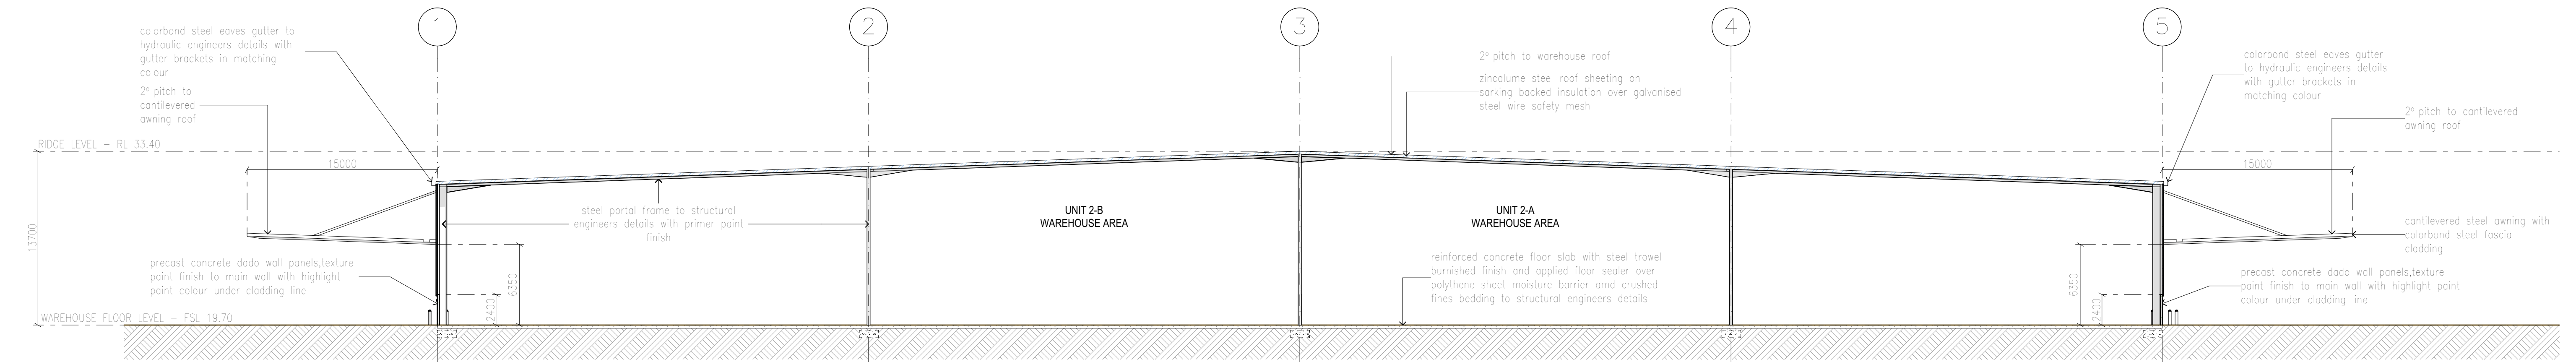 1
2
3
4
5
colorbond steel eaves gutter to
hydraulic engineers details with
gutter brackets in matching
colour
2° pitch to
cantilevered
awning roof
RIDGE LEVEL - RL 33.40
15000
13700
steel portal frame to structural
engineers details with primer paint
finish
precast concrete dado wall panels,texture
paint finish to main wall with highlight
paint colour under cladding line
2400
6350
WAREHOUSE FLOOR LEVEL - FSL 19.70
UNIT 2-B
WAREHOUSE AREA
2° pitch to warehouse roof
zincalume steel roof sheeting on
sarking backed insulation over galvanised
steel wire safety mesh
UNIT 2-A
WAREHOUSE AREA
reinforced concrete floor slab with steel trowel
burnished finish and applied floor sealer over
polythene sheet moisture barrier amd crushed
fines bedding to structural engineers details
colorbond steel eaves gutter
to hydraulic engineers details
with gutter brackets in
matching colour
2° pitch to cantilevered
awning roof
15000
cantilevered steel awning with
colorbond steel fascia
cladding
6350
2400
precast concrete dado wall panels,texture
paint finish to main wall with highlight paint
colour under cladding line